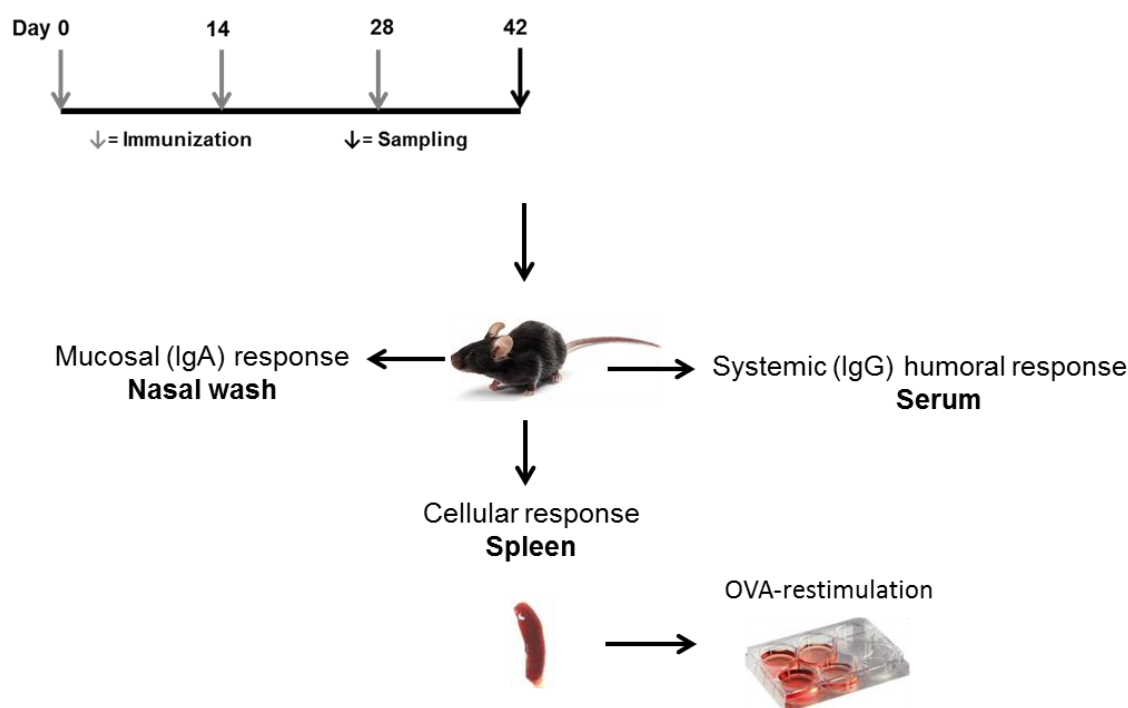 Day 0 14 28 42
↓= Immunization ↓= Sampling
Mucosal (IgA) response
Nasal wash
Systemic (IgG) humoral response
Serum
Cellular response
Spleen
OVA-restimulation